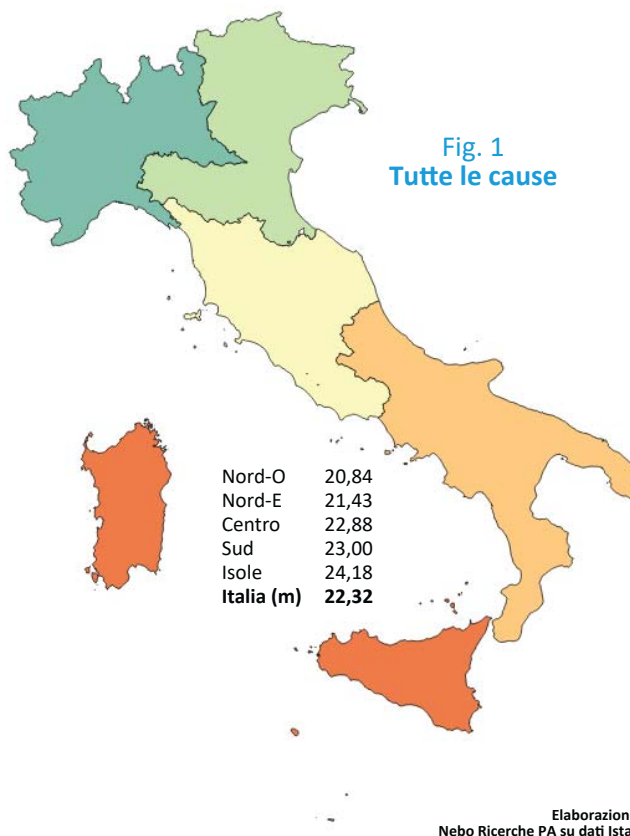 Fig. 1
Tutte le cause
Nord-O 20,84
Nord-E 21,43
Centro 22,88
Sud 23,00
Isole 24,18
Italia (m) 22,32
Elaborazion
Nebo Ricerche PA su dati Ista